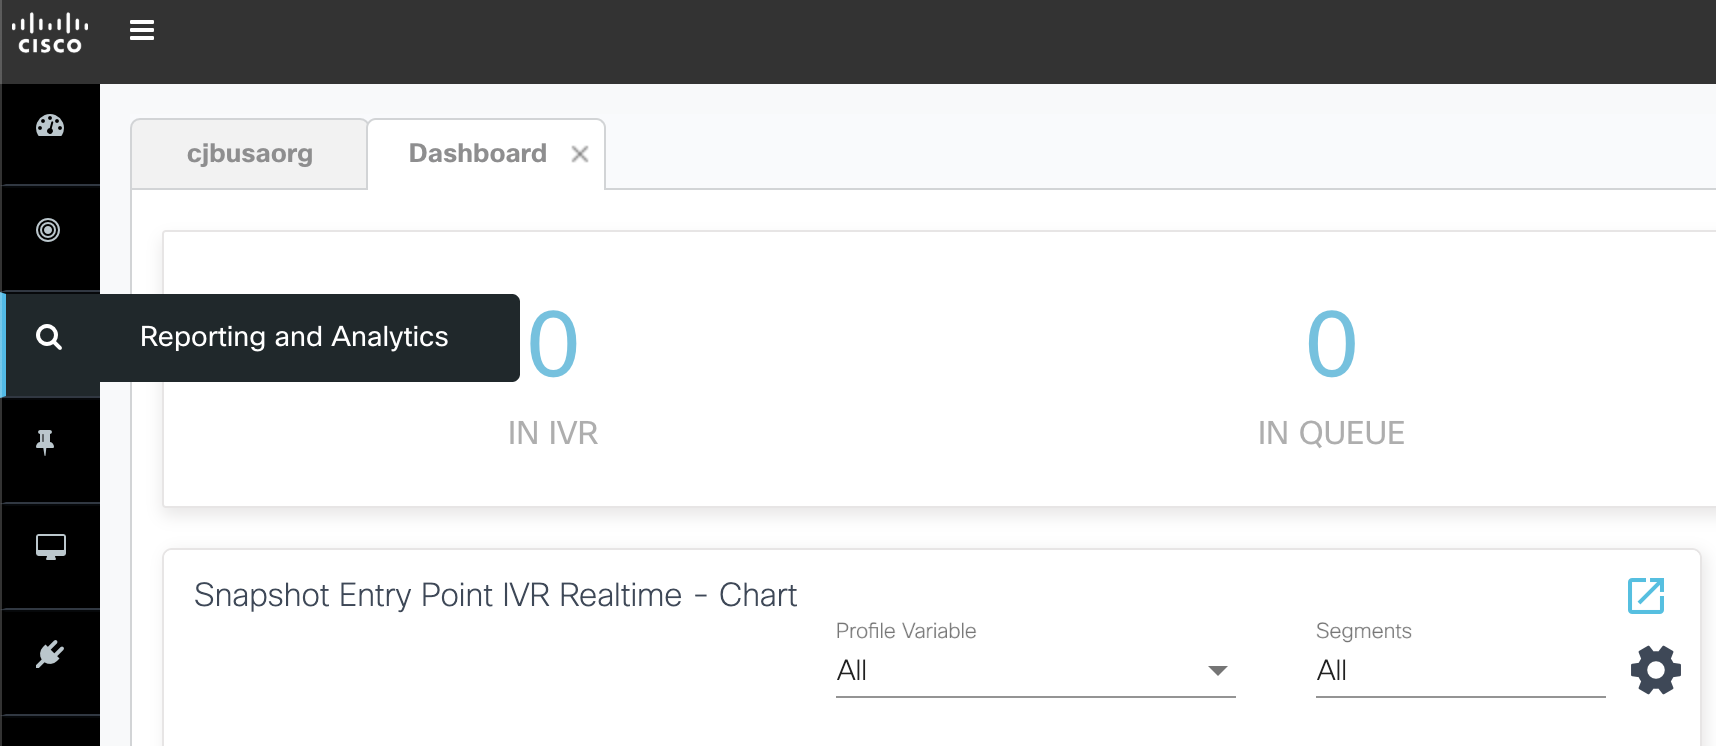 CISCO
cjbusaorg
Dashboard
Reporting and Analytics
0
0
IN IVR
IN QUEUE
Snapshot Entry Point IVR Realtime - Chart
Profile Variable
Segments
All
All